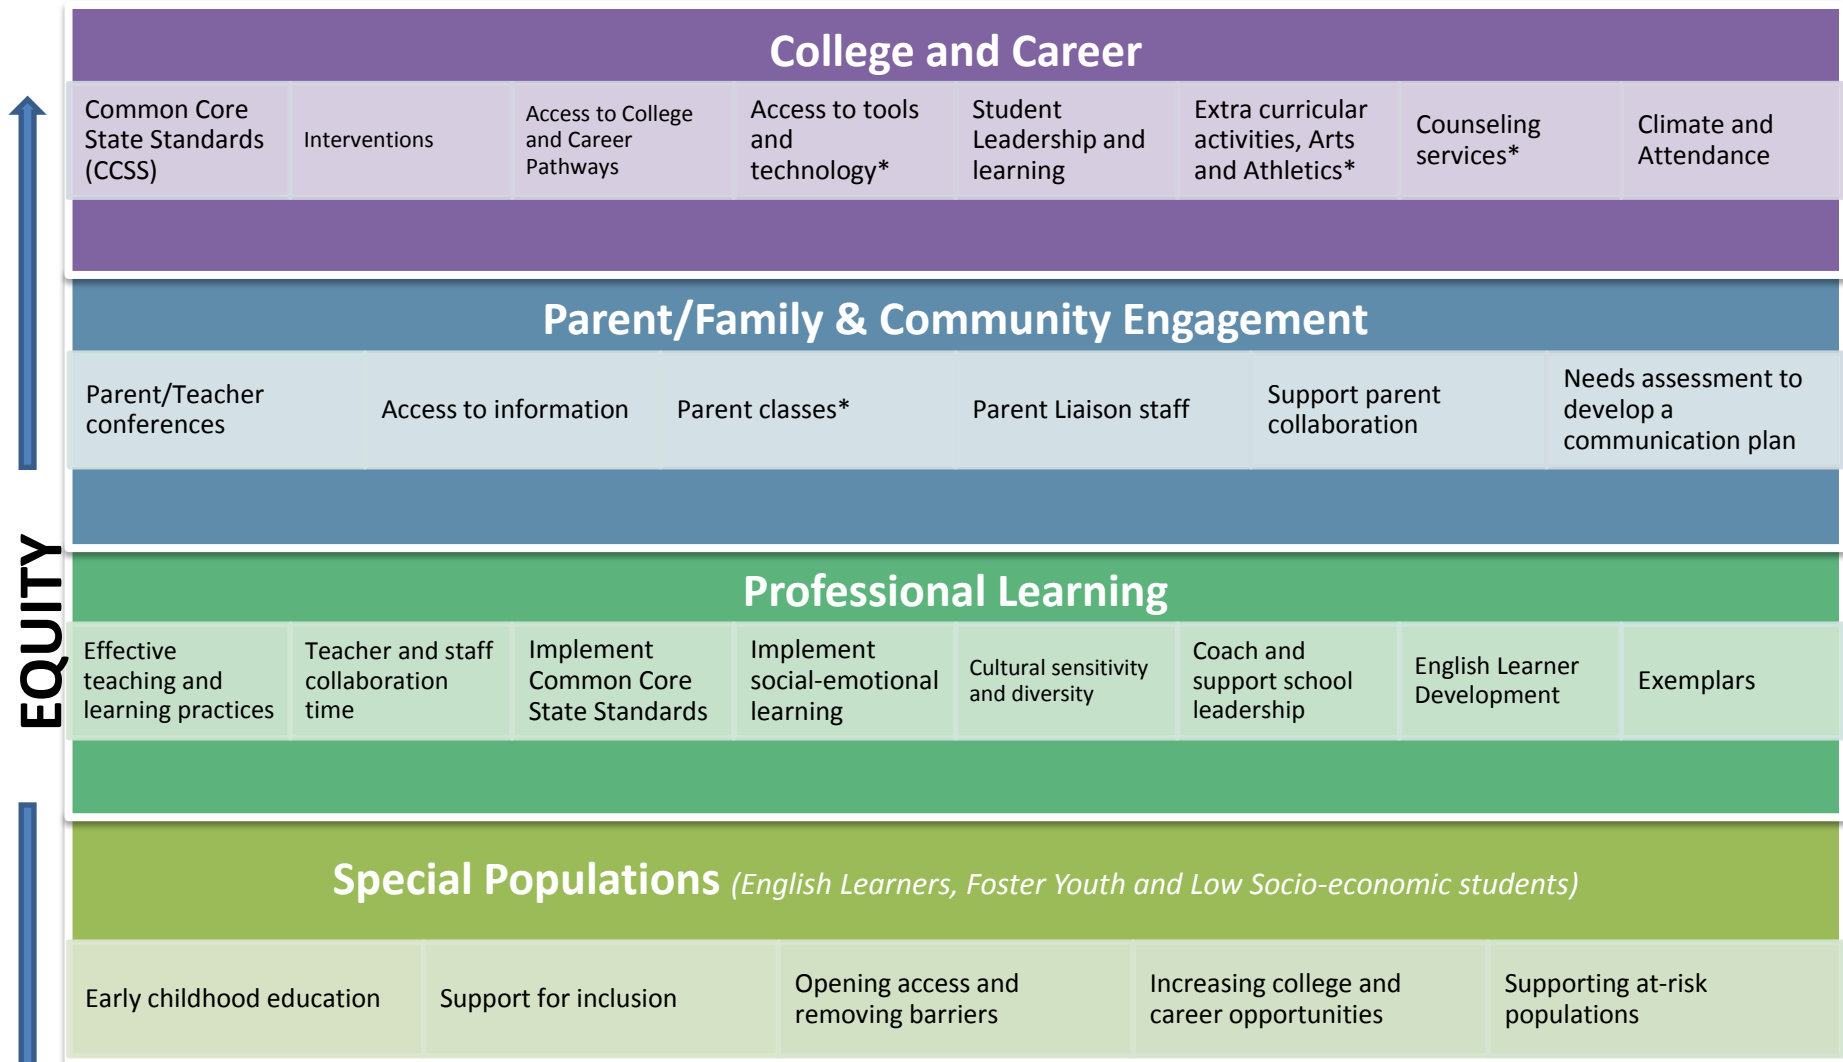 College and Career
Common Core
State Standards
(CCSS)
Interventions
Access to College
and Career
Pathways
Access to tools
and
technology*
Student
Leadership and
learning
Extra curricular
activities, Arts
and Athletics*
Counseling
services*
Climate and
Attendance
Parent/Family & Community Engagement
Parent/Teacher
conferences
Access to information
Parent classes*
Parent Liaison staff
Support parent
collaboration
Needs assessment to
develop a
communication plan
EQUITY
Professional Learning
Effective
teaching and
learning practices
Teacher and staff
collaboration
time
Implement
Common Core
State Standards
Implement
social-emotional
learning
Cultural sensitivity
and diversity
Coach and
support school
leadership
English Learner
Development
Exemplars
Special Populations (English Learners, Foster Youth and Low Socio-economic students)
Early childhood education
Support for inclusion
Opening access and
removing barriers
Increasing college and
career opportunities
Supporting at-risk
populations